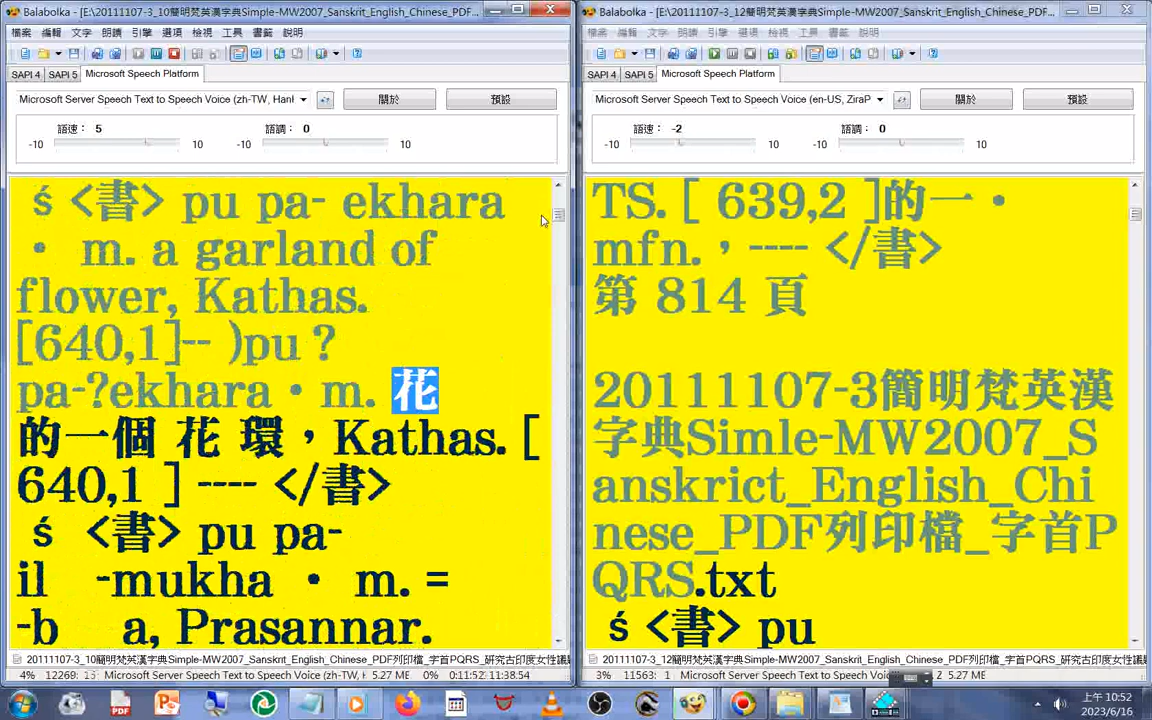 Balabolka - [E:\20111107-3_10簡明梵英漢字典Simple-MW2007_Sanskrit_English_Chinese_PDF...
檔案 編輯 文字 朗讀 引擎 選項 檢視 工具 書籤 說明
SAPI 4 SAPI 5 Microsoft Speech Platform
Microsoft Server Speech Text to Speech Voice (zh-TW, Hanl 關於 預設
語速： 5 語調： 0
-10 10 -10 10
ś <書> pu pa- ekhara
· m. a garland of
flower, Kathas.
[640,1]-- )pu ?
pa-?ekhara · m. 花
的一個 花 環，Kathas. [
640,1 ] ---- </書>
ś <書> pu pa-
il -mukha · m. =
-b a, Prasannar.
20111107-3_10簡明梵英漢字典Simple-MW2007_Sanskrit_English_Chinese_PDF列印檔_字首PQRS_研究古印度女性議
4% 12269: Microsoft Server Speech Text to Speech Voice (zh-TW, H 5.27 MB 0% 0:11:52 11:38.54
Balabolka - [E:\20111107-3_12簡明梵英漢字典Simple-MW2007_Sanskrit_English_Chinese_PDF...
檔案 編輯 文字 朗讀 引擎 選項 檢視 工具 書籤 說明
SAPI 4 SAPI 5 Microsoft Speech Platform
Microsoft Server Speech Text to Speech Voice (en-US, ZiraP 關於 預設
語速： -2 語調： 0
-10 10 -10 10
TS. [ 639,2 ]的一·
mfn.，---- </書>
第 814 頁
20111107-3簡明梵英漢
字典Simle-MW2007_S
anskrict_English_Chi
nese_PDF列印檔_字首P
QRS.txt
ś <書> pu
20111107-3_12簡明梵英漢字典Simple-MW2007_Sanskrit_English_Chinese_PDF列印檔_字首PQRS_研究古印度女性議
3% 11563: 1 Microsoft Server Speech Text to Speech Voice 5.27 MB
上午 10:52
2023/6/16